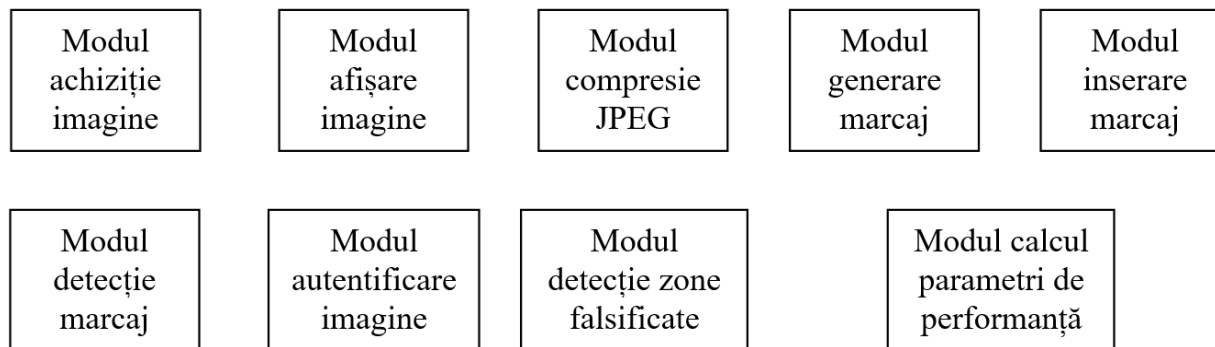 Modul
achiziție
imagine
Modul
afișare
imagine
Modul
compresie
JPEG
Modul
generare
marcaj
Modul
inserare
marcaj
Modul
detecție
marcaj
Modul
autentificare
imagine
Modul
detecție zone
falsificate
Modul calcul
parametri de
performanță